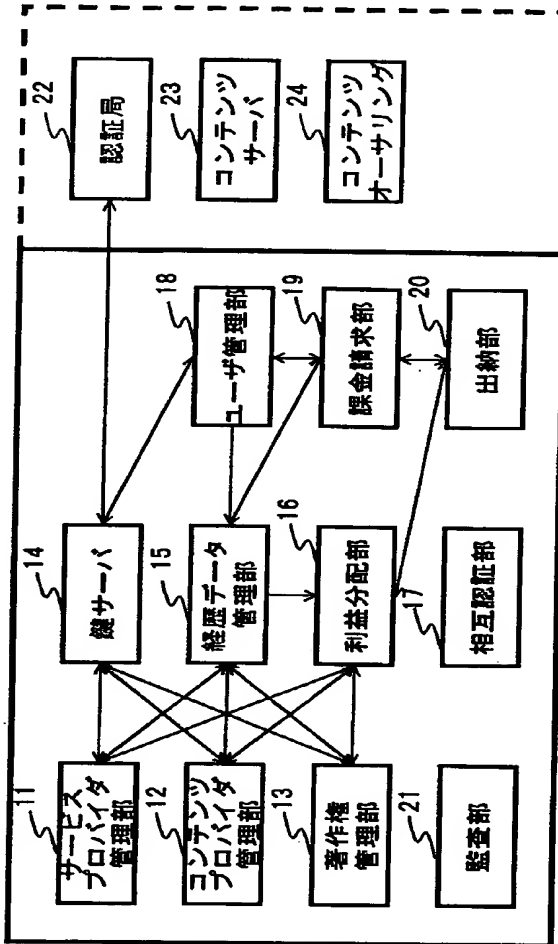 11
サービス
プロバイダ
管理部
12
コンテンツ
プロバイダ
管理部
13
著作権
管理部
21
監査部
14
鍵サーバ
15
経歴データ
管理部
16
利益分配部
17
相互認証部
18
ユーザ管理部
19
課金請求部
20
出納部
22
認証局
23
コンテンツ
サーバ
24
コンテンツ
オーサリング